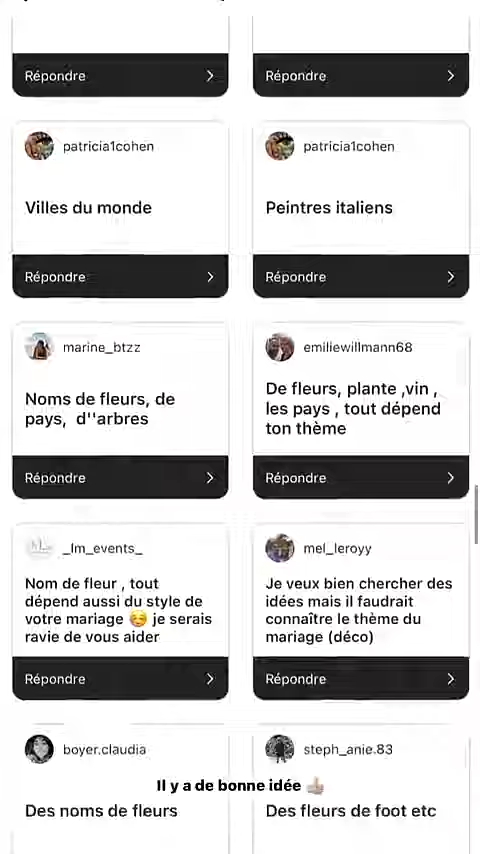 Répondre
Répondre
patricia1cohen
patricia1cohen
Villes du monde
Peintres italiens
Répondre
Répondre
marine_btzz
emiliewillmann68
Noms de fleurs, de
pays, d''arbres
De fleurs, plante ,vin ,
les pays , tout dépend
ton thème
Répondre
Répondre
_lm_events_
mel_leroyy
Nom de fleur , tout
dépend aussi du style de
votre mariage ☺️ je serais
ravie de vous aider
Je veux bien chercher des
idées mais il faudrait
connaître le thème du
mariage (déco)
Répondre
Répondre
boyer.claudia
steph_anie.83
Il y a de bonne idée 👍🏻
Des noms de fleurs
Des fleurs de foot etc